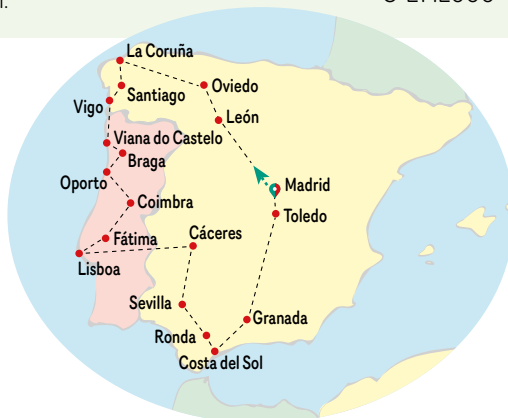 La Coruña
Oviedo
Santiago
Vigo
León
Viana do Castelo
Braga
Oporto
Madrid
Coimbra
Toledo
Cáceres
Fátima
Lisboa
Sevilla
Granada
Ronda
Costa del Sol